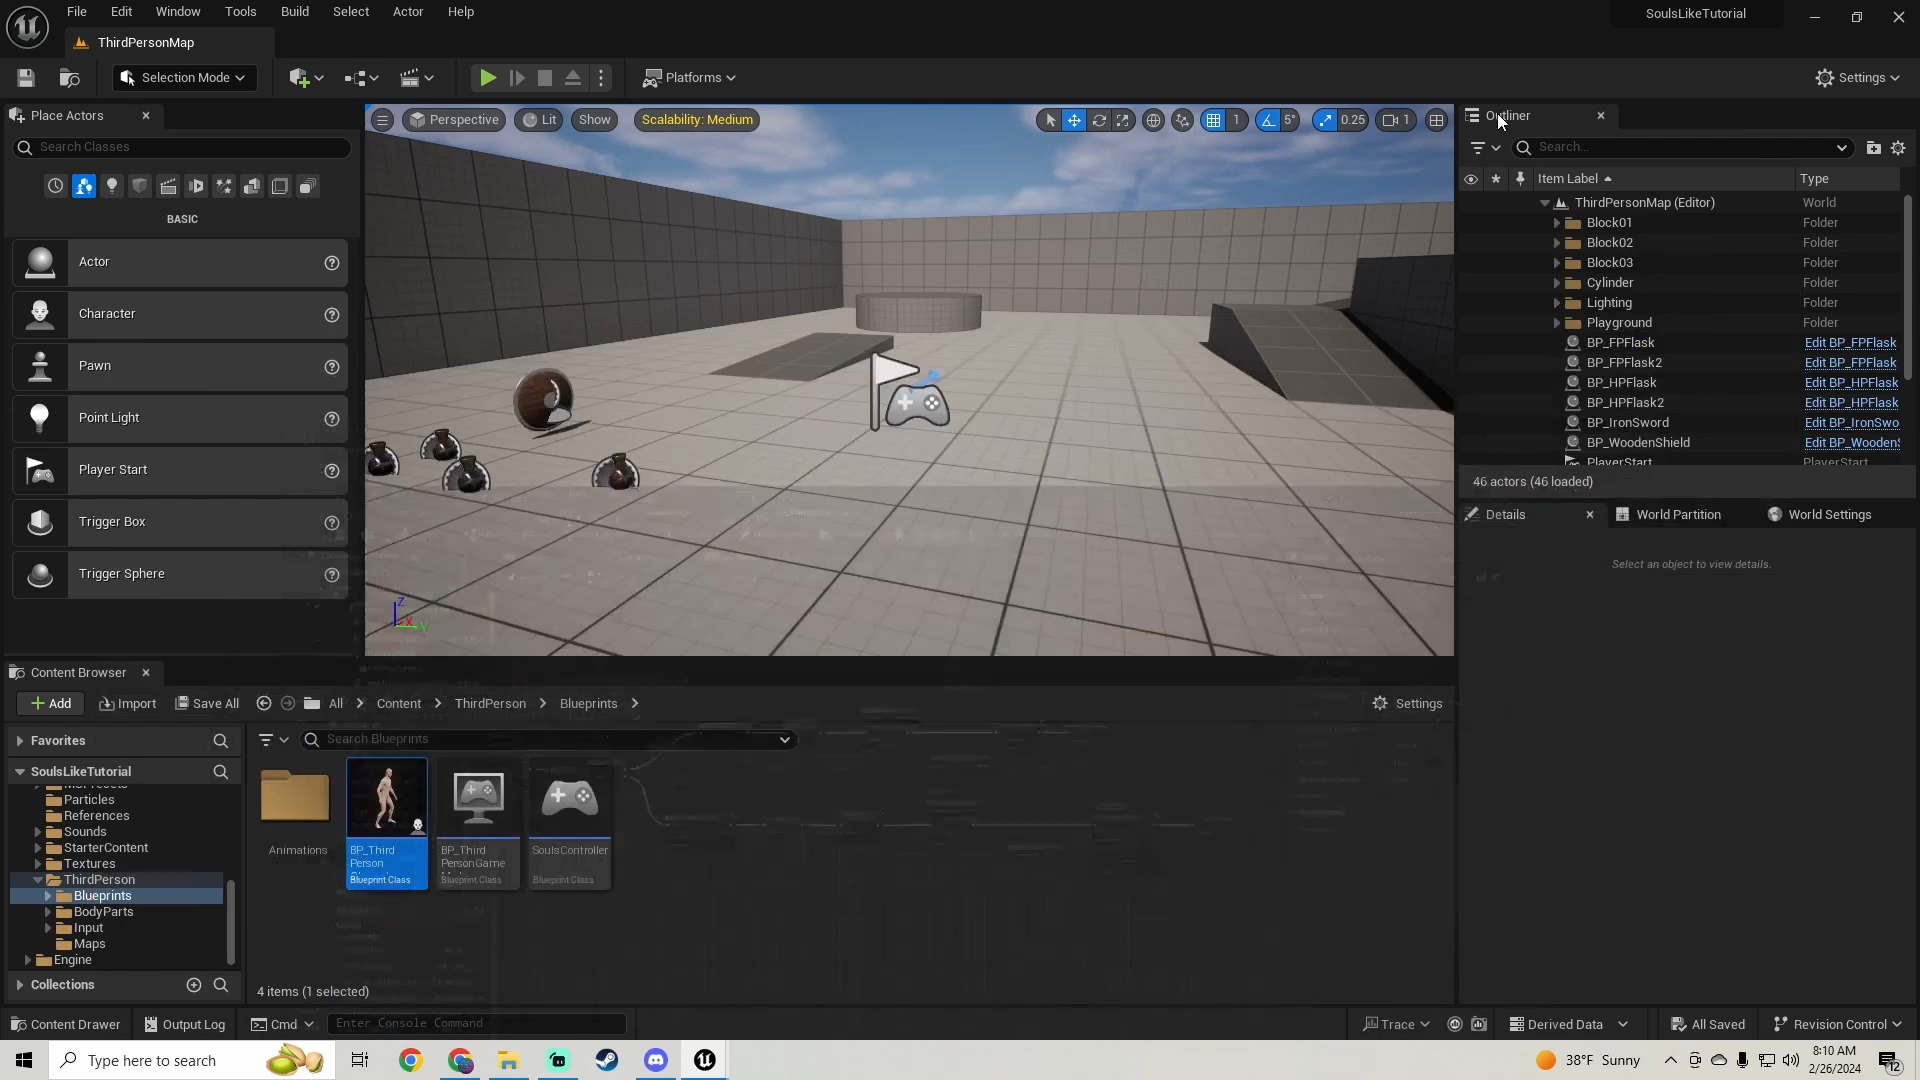 File Edit Window Tools Build Select Actor Help
SoulsLikeTutorial
ThirdPersonMap
Selection Mode
Platforms
Settings
Place Actors
Search Classes
BASIC
Actor
Character
Pawn
Point Light
Player Start
Trigger Box
Trigger Sphere
Perspective
Lit
Show
Scalability: Medium
1
5°
0.25
1
Z
X
Y
Outliner
Search...
Item Label
Type
ThirdPersonMap (Editor) World
Block01 Folder
Block02 Folder
Block03 Folder
Cylinder Folder
Lighting Folder
Playground Folder
BP_FPFlask Edit BP_FPFlask
BP_FPFlask2 Edit BP_FPFlask
BP_HPFlask Edit BP_HPFlask
BP_HPFlask2 Edit BP_HPFlask
BP_IronSword Edit BP_IronSwo
BP_WoodenShield Edit BP_WoodenS
PlayerStart PlayerStart
46 actors (46 loaded)
Details
World Partition
World Settings
Select an object to view details.
Content Browser
Add
Import
Save All
All
Content
ThirdPerson
Blueprints
Settings
Favorites
Search Blueprints
SoulsLikeTutorial
Particles
References
Sounds
StarterContent
Textures
ThirdPerson
Blueprints
BodyParts
Input
Maps
Engine
Collections
Animations
BP_Third
Person
Blueprint Class
BP_Third
PersonGame
Blueprint Class
SoulsController
Blueprint Class
4 items (1 selected)
Content Drawer
Output Log
Cmd
Enter Console Command
Trace
Derived Data
All Saved
Revision Control
Type here to search
38°F Sunny
8:10 AM
2/26/2024
12